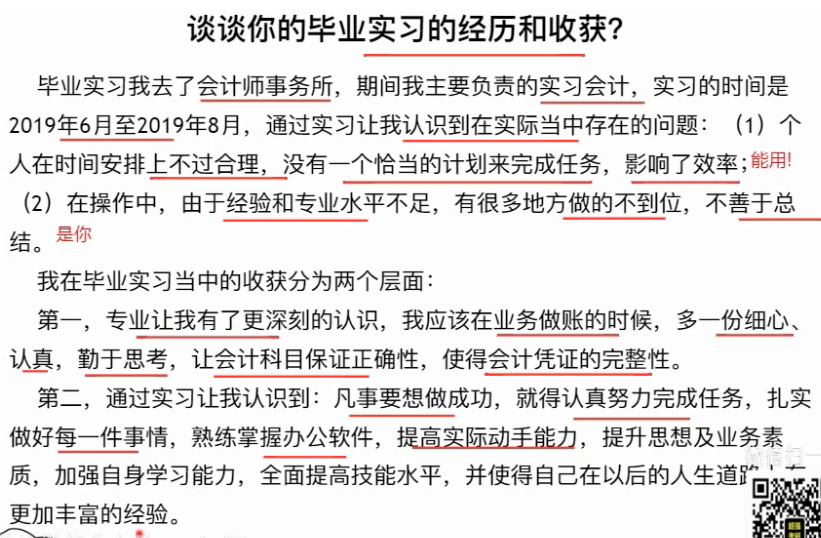 谈谈你的毕业实习的经历和收获?
毕业实习我去了会计师事务所，期间我主要负责的实习会计，实习的时间是
2019年6月至2019年8月，通过实习让我认识到在实际当中存在的问题：（1）个
人在时间安排上不过合理，没有一个恰当的计划来完成任务，影响了效率；能用!
（2）在操作中，由于经验和专业水平不足，有很多地方做的不到位，不善于总
结。是你
我在毕业实习当中的收获分为两个层面：
第一，专业让我有了更深刻的认识，我应该在业务做账的时候，多一份细心、
认真，勤于思考，让会计科目保证正确性，使得会计凭证的完整性。
第二，通过实习让我认识到：凡事要想做成功，就得认真努力完成任务，扎实
做好每一件事情，熟练掌握办公软件，提高实际动手能力，提升思想及业务素
质，加强自身学习能力，全面提高技能水平，并使得自己在以后的人生道路
更加丰富的经验。